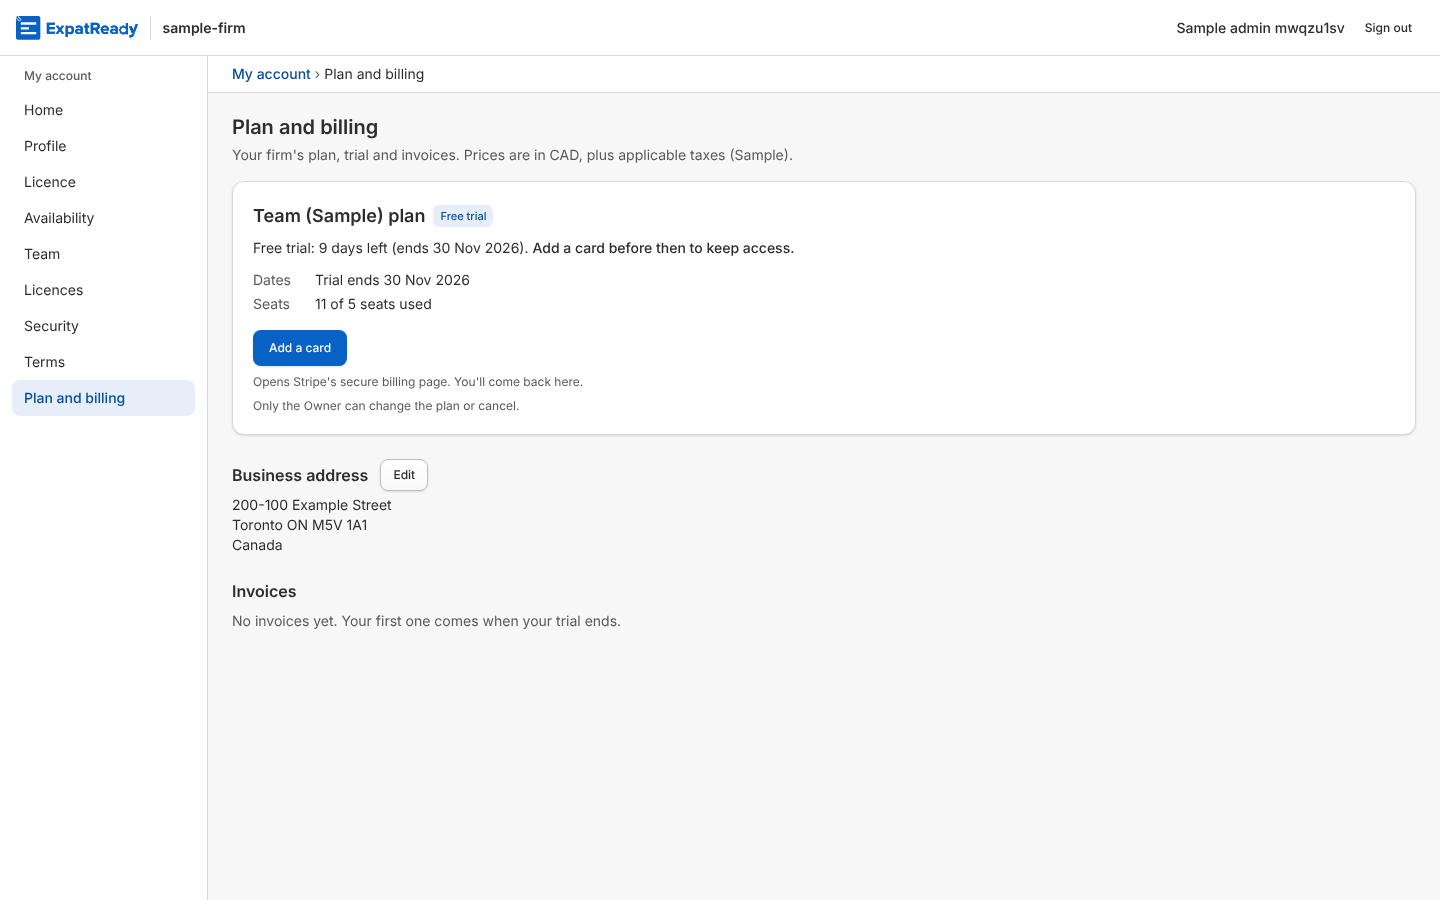 ExpatReady
sample-firm
Sample admin mwqzu1sv
Sign out
My account
Home
Profile
Licence
Availability
Team
Licences
Security
Terms
Plan and billing
My account › Plan and billing
Plan and billing
Your firm's plan, trial and invoices. Prices are in CAD, plus applicable taxes (Sample).
Team (Sample) plan Free trial
Free trial: 9 days left (ends 30 Nov 2026). Add a card before then to keep access.
Dates Trial ends 30 Nov 2026
Seats 11 of 5 seats used
Add a card
Opens Stripe's secure billing page. You'll come back here.
Only the Owner can change the plan or cancel.
Business address Edit
200-100 Example Street
Toronto ON M5V 1A1
Canada
Invoices
No invoices yet. Your first one comes when your trial ends.